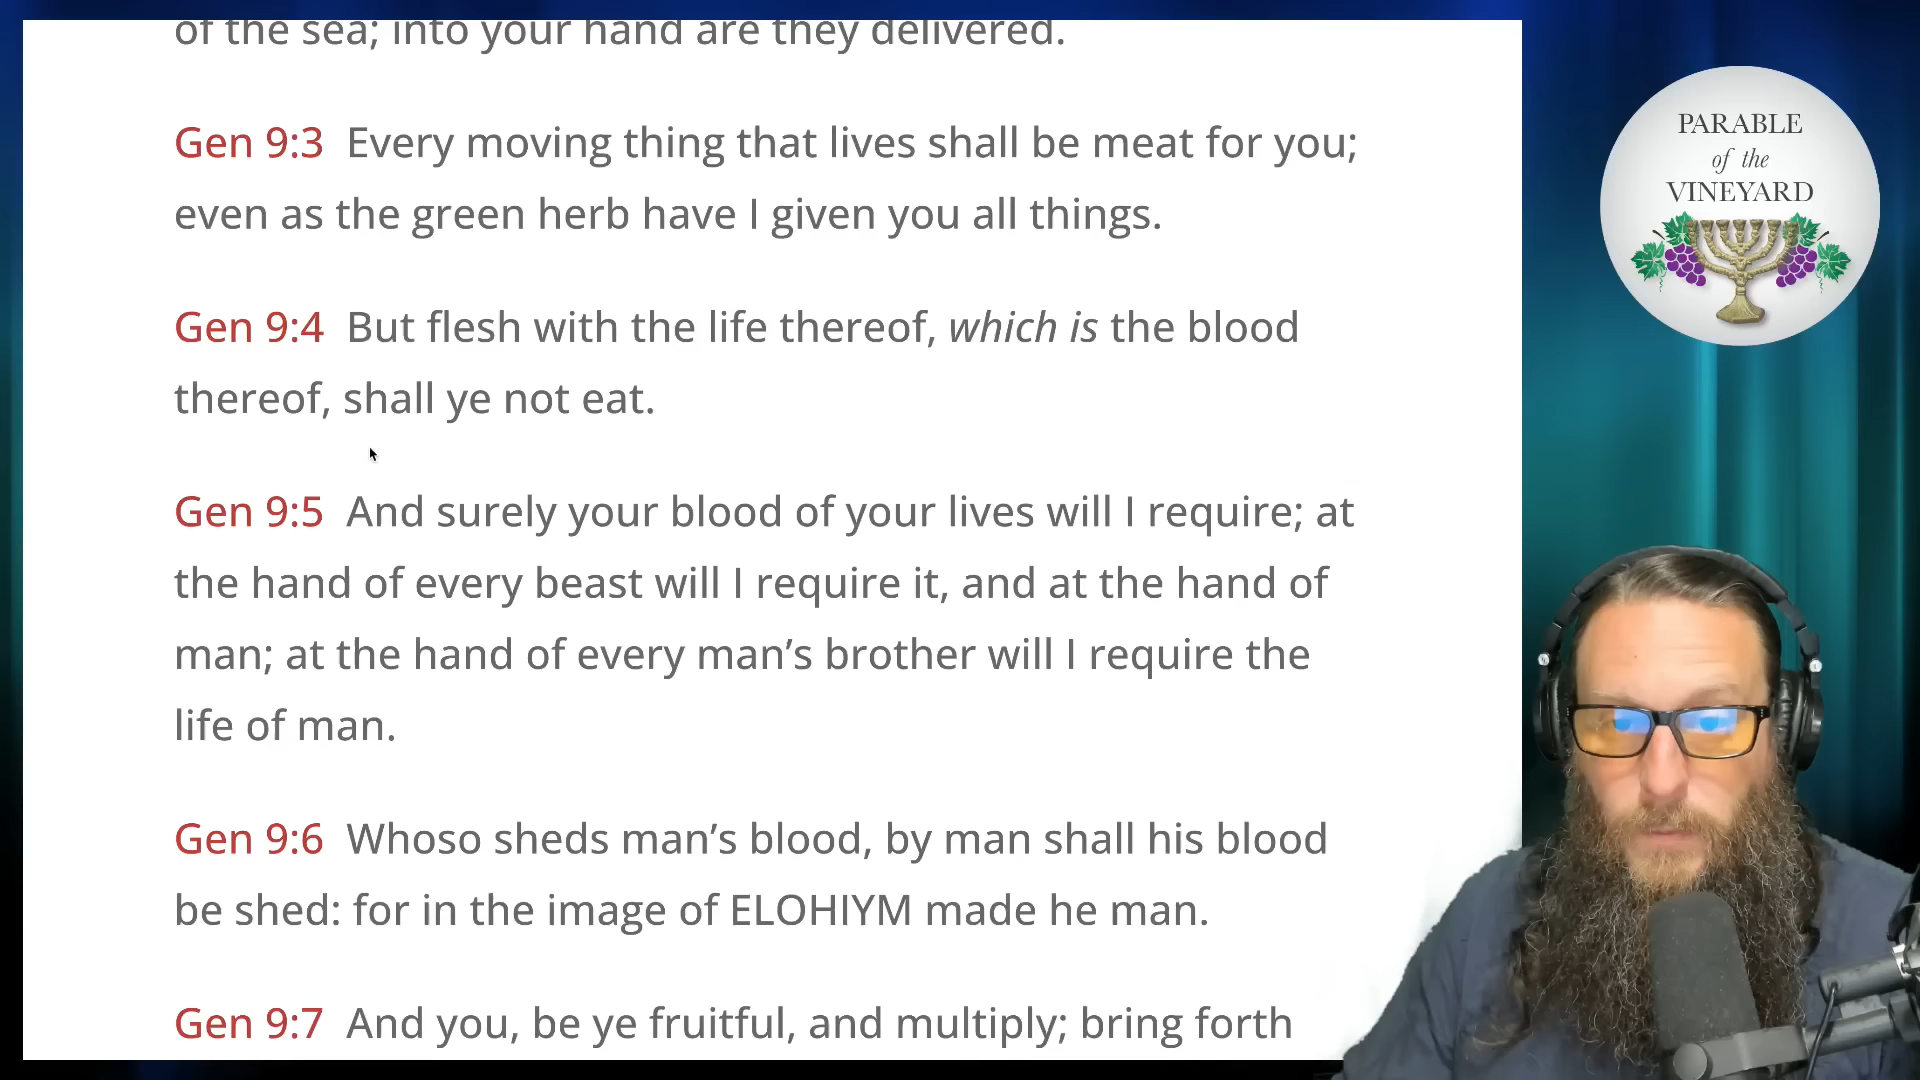 of the sea; into your hand are they delivered.
Gen 9:3 Every moving thing that lives shall be meat for you;
even as the green herb have I given you all things.
Gen 9:4 But flesh with the life thereof, which is the blood
thereof, shall ye not eat.
Gen 9:5 And surely your blood of your lives will I require; at
the hand of every beast will I require it, and at the hand of
man; at the hand of every man’s brother will I require the
life of man.
Gen 9:6 Whoso sheds man’s blood, by man shall his blood
be shed: for in the image of ELOHIYM made he man.
Gen 9:7 And you, be ye fruitful, and multiply; bring forth
PARABLE
of the
VINEYARD